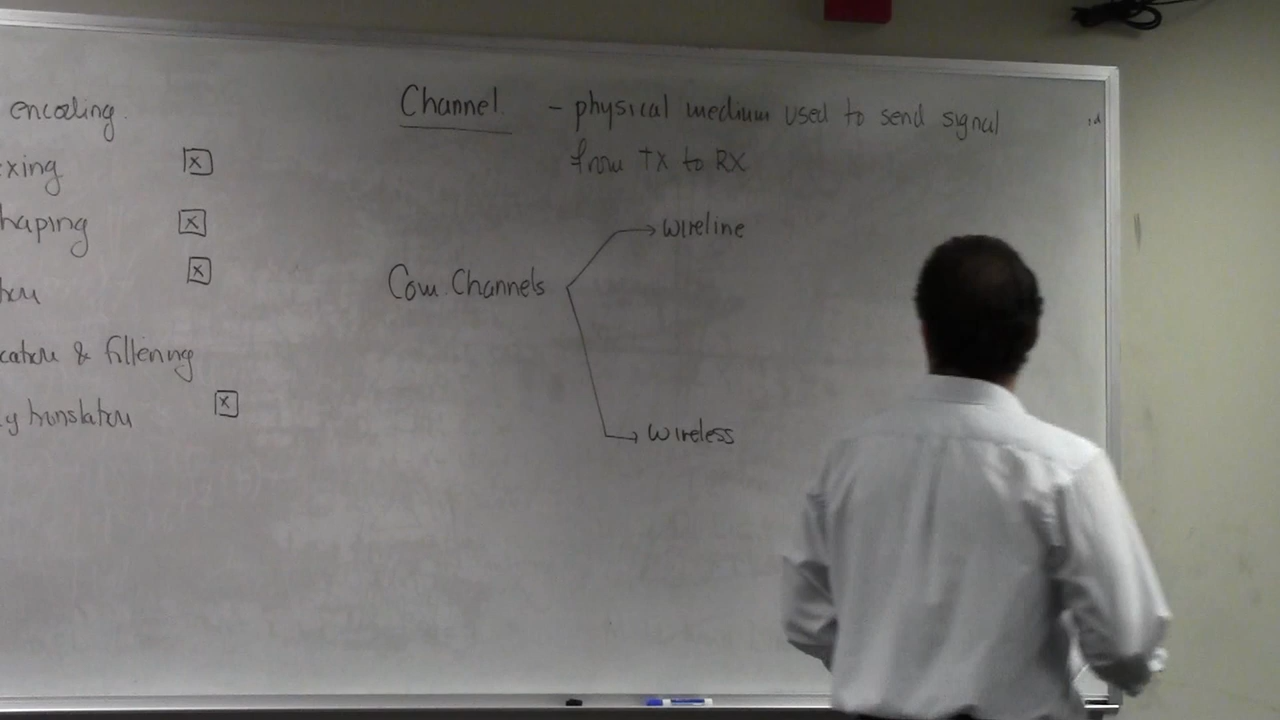 encoding.
xing [x]
haping [x]
[x]
& filtering
y translation [x]
Channel - physical medium used to send signal
from TX to RX
Com. Channels
wireline
wireless